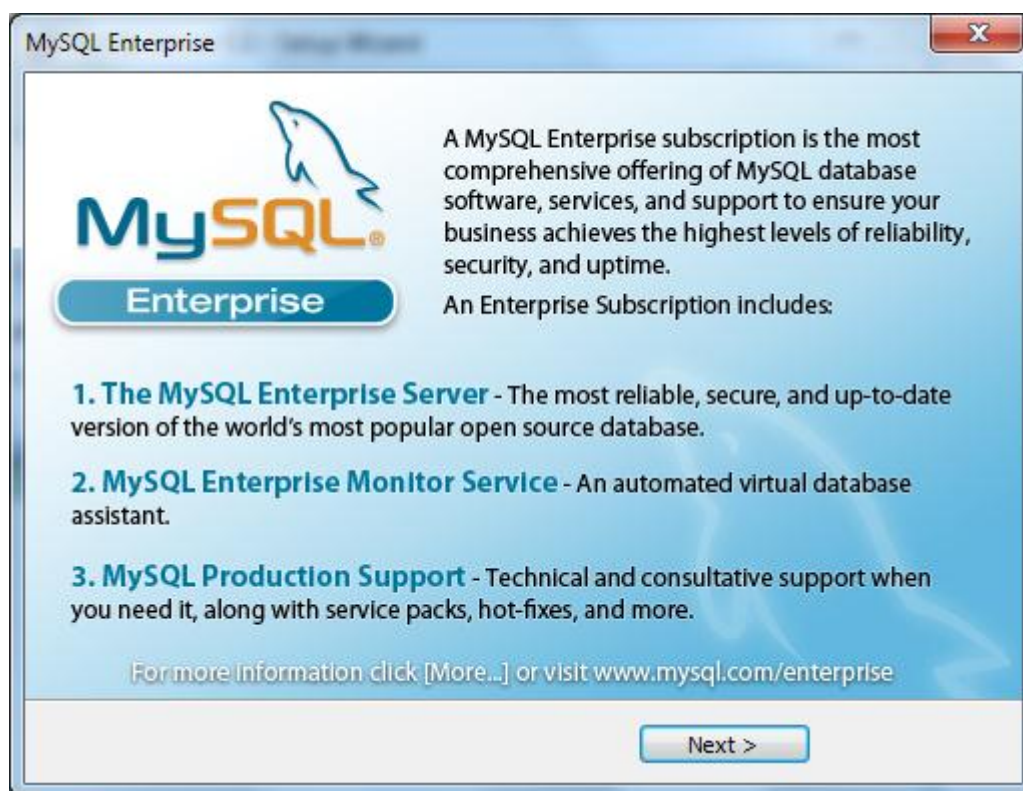 MySQL Enterprise
MySQL®
Enterprise
A MySQL Enterprise subscription is the most
comprehensive offering of MySQL database
software, services, and support to ensure your
business achieves the highest levels of reliability,
security, and uptime.
An Enterprise Subscription includes:
1. The MySQL Enterprise Server - The most reliable, secure, and up-to-date
version of the world's most popular open source database.
2. MySQL Enterprise Monitor Service - An automated virtual database
assistant.
3. MySQL Production Support - Technical and consultative support when
you need it, along with service packs, hot-fixes, and more.
For more information click [More...] or visit www.mysql.com/enterprise
Next >